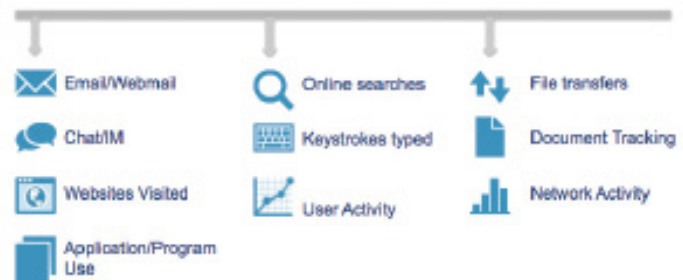 Email/Webmail
Chat/IM
Websites Visited
Application/Program
Use
Online searches
Keystrokes typed
User Activity
File transfers
Document Tracking
Network Activity